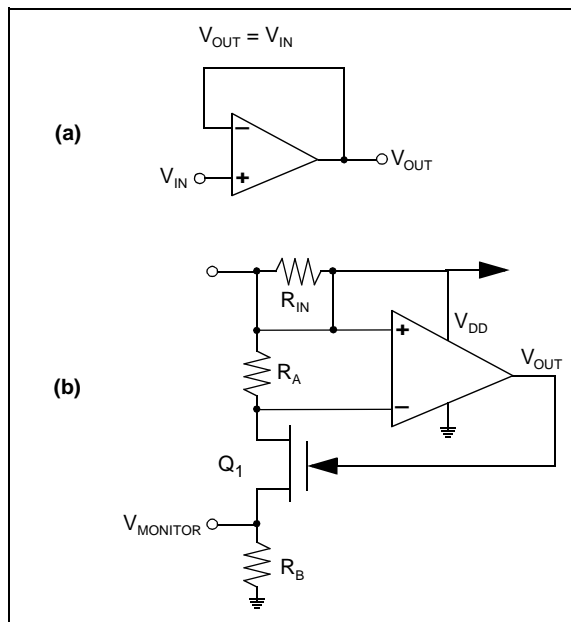 V_OUT = V_IN
(a)
−
V_IN
+
V_OUT
R_IN
+
V_DD
V_OUT
R_A
(b)
−
Q_1
V_MONITOR
R_B